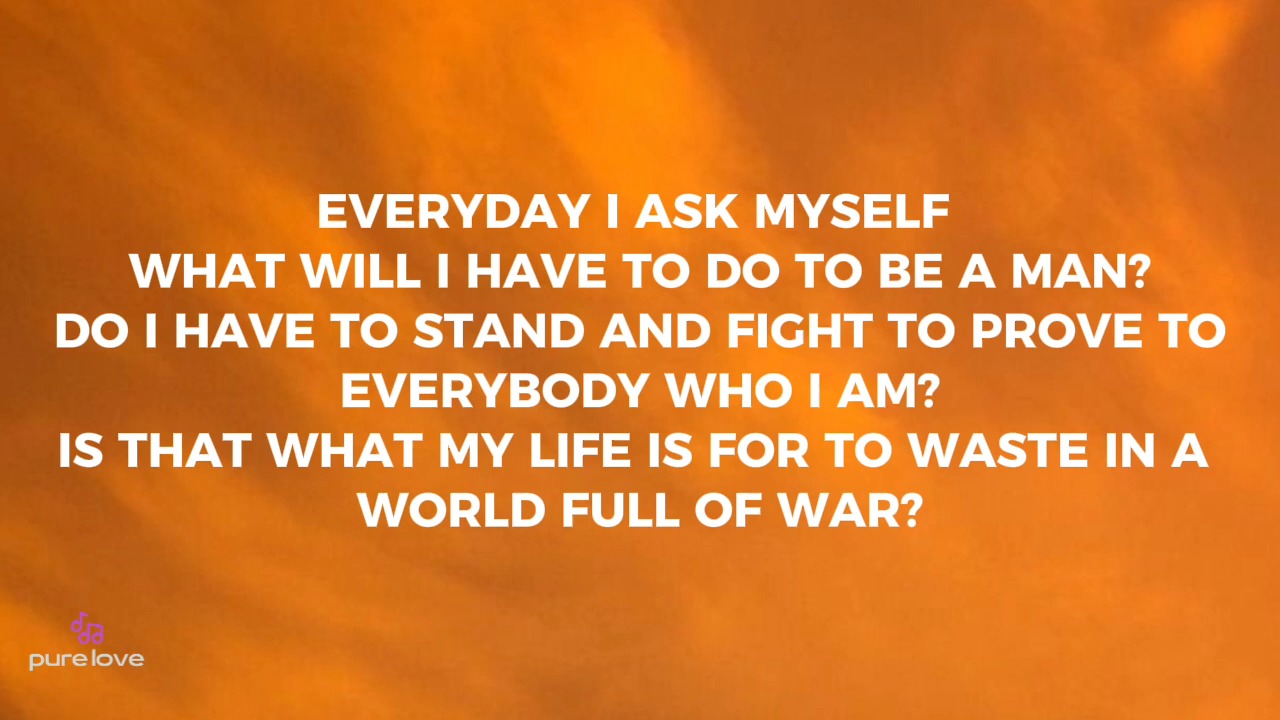 EVERYDAY I ASK MYSELF
WHAT WILL I HAVE TO DO TO BE A MAN?
DO I HAVE TO STAND AND FIGHT TO PROVE TO
EVERYBODY WHO I AM?
IS THAT WHAT MY LIFE IS FOR TO WASTE IN A
WORLD FULL OF WAR?
pure love